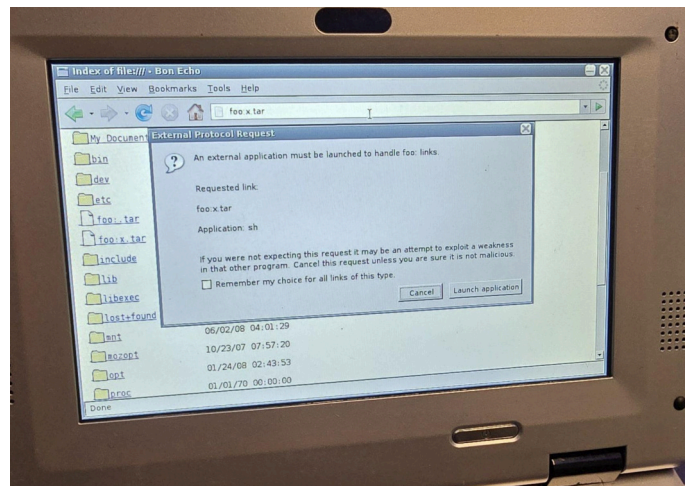 Index of file:/// - Bon Echo
File Edit View Bookmarks Tools Help
foo:x.tar
My Document
External Protocol Request
An external application must be launched to handle foo: links.
Requested link:
foo:x.tar
Application: sh
If you were not expecting this request it may be an attempt to exploit a weakness
in that other program. Cancel this request unless you are sure it is not malicious.
Remember my choice for all links of this type.
Cancel Launch application
bin
dev
etc
foo:.tar
foo:x.tar
include
lib
libexec
lost+found 06/02/08 04:01:29
mnt 10/23/07 07:57:20
mozopt 01/24/08 02:43:53
opt 01/01/70 00:00:00
proc
Done